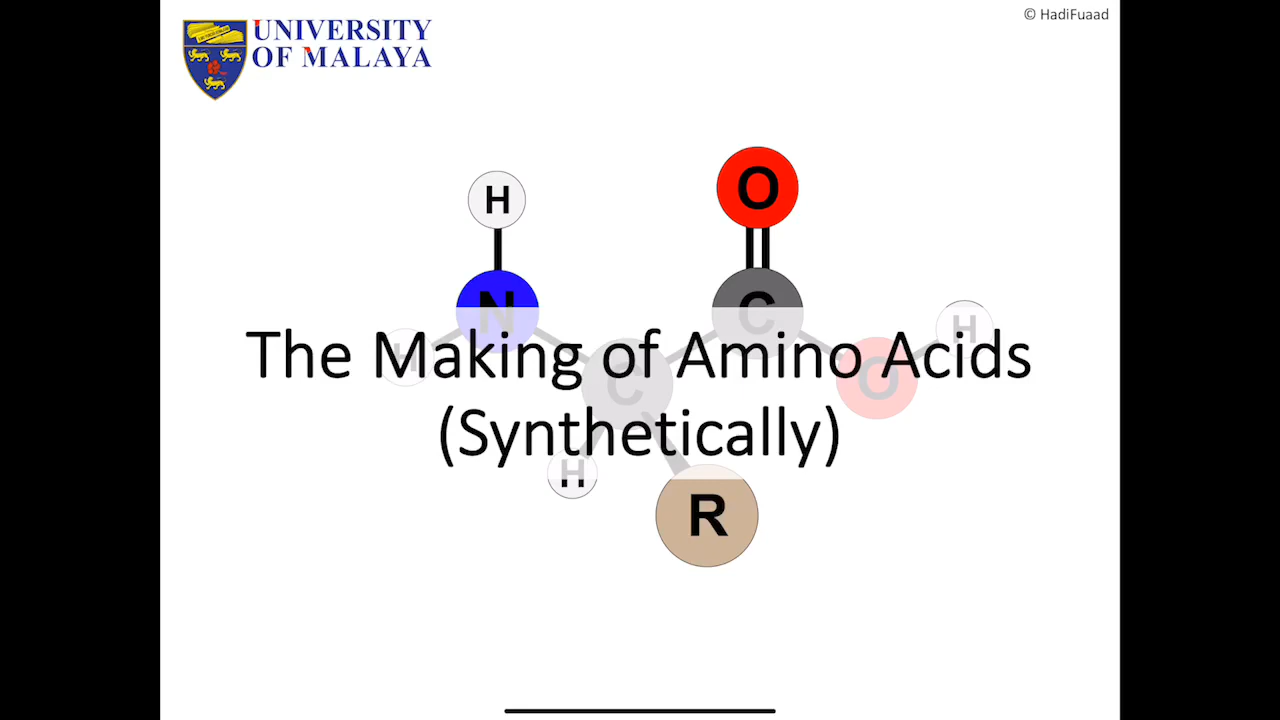 UNIVERSITY
OF MALAYA
© HadiFuaad
H
O
N
C
H
H
The Making of Amino Acids
C
O
(Synthetically)
H
R